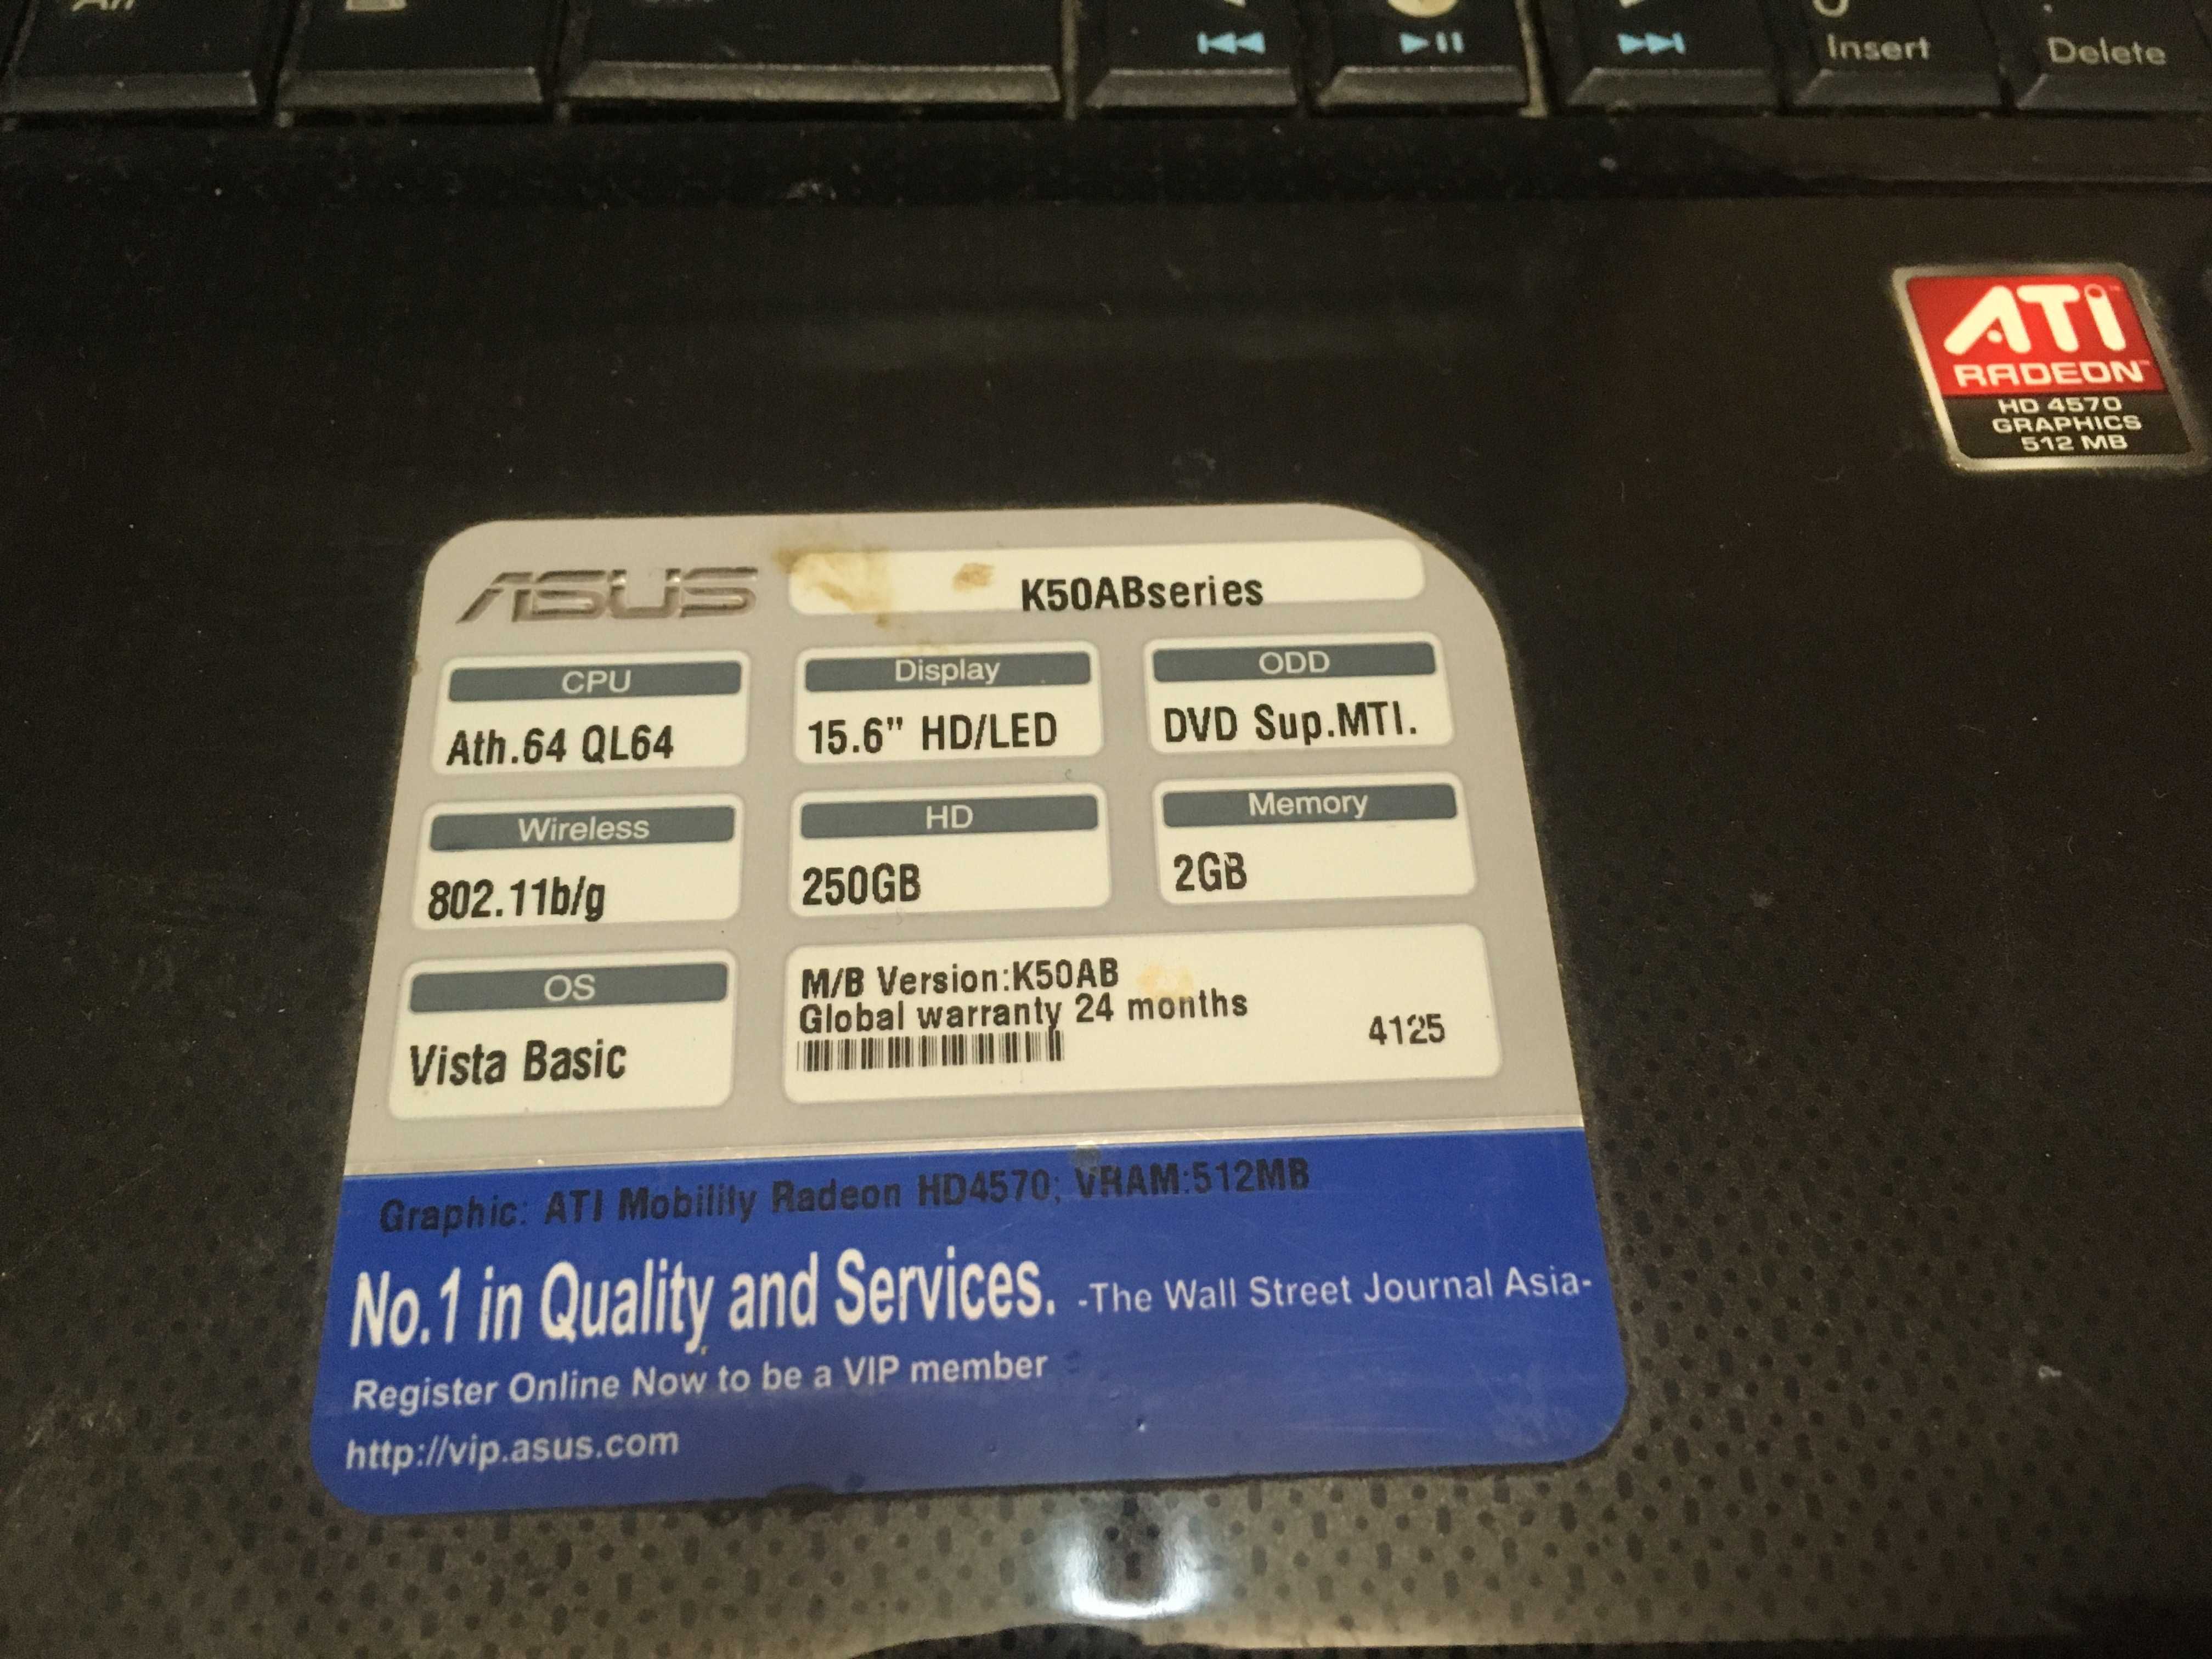 Insert
Delete
ATI
RADEON™
HD 4570
GRAPHICS
512 MB
ASUS
K50ABseries
CPU
Ath.64 QL64
Display
15.6" HD/LED
ODD
DVD Sup.MTI.
Wireless
802.11b/g
HD
250GB
Memory
2GB
OS
Vista Basic
M/B Version:K50AB
Global warranty 24 months
4125
Graphic: ATI Mobility Radeon HD4570; VRAM:512MB
No.1 in Quality and Services. -The Wall Street Journal Asia-
Register Online Now to be a VIP member
http://vip.asus.com